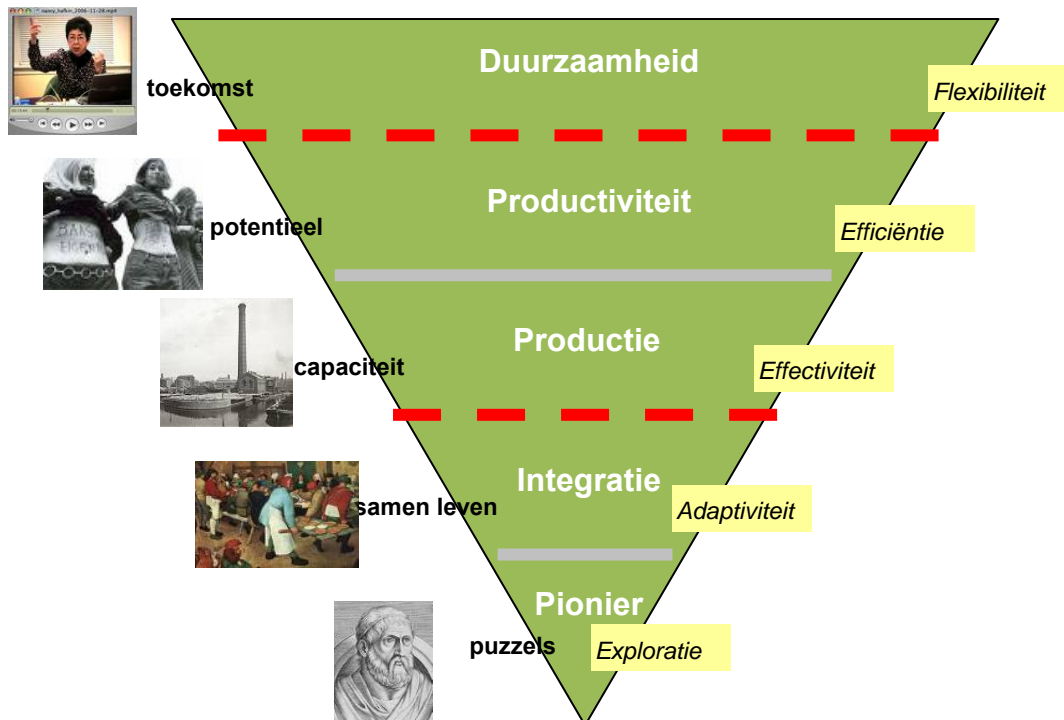 Duurzaamheid
toekomst
Flexibiliteit
Productiviteit
potentieel
Efficiëntie
Productie
capaciteit
Effectiviteit
Integratie
samen leven
Adaptiviteit
Pionier
puzzels
Exploratie